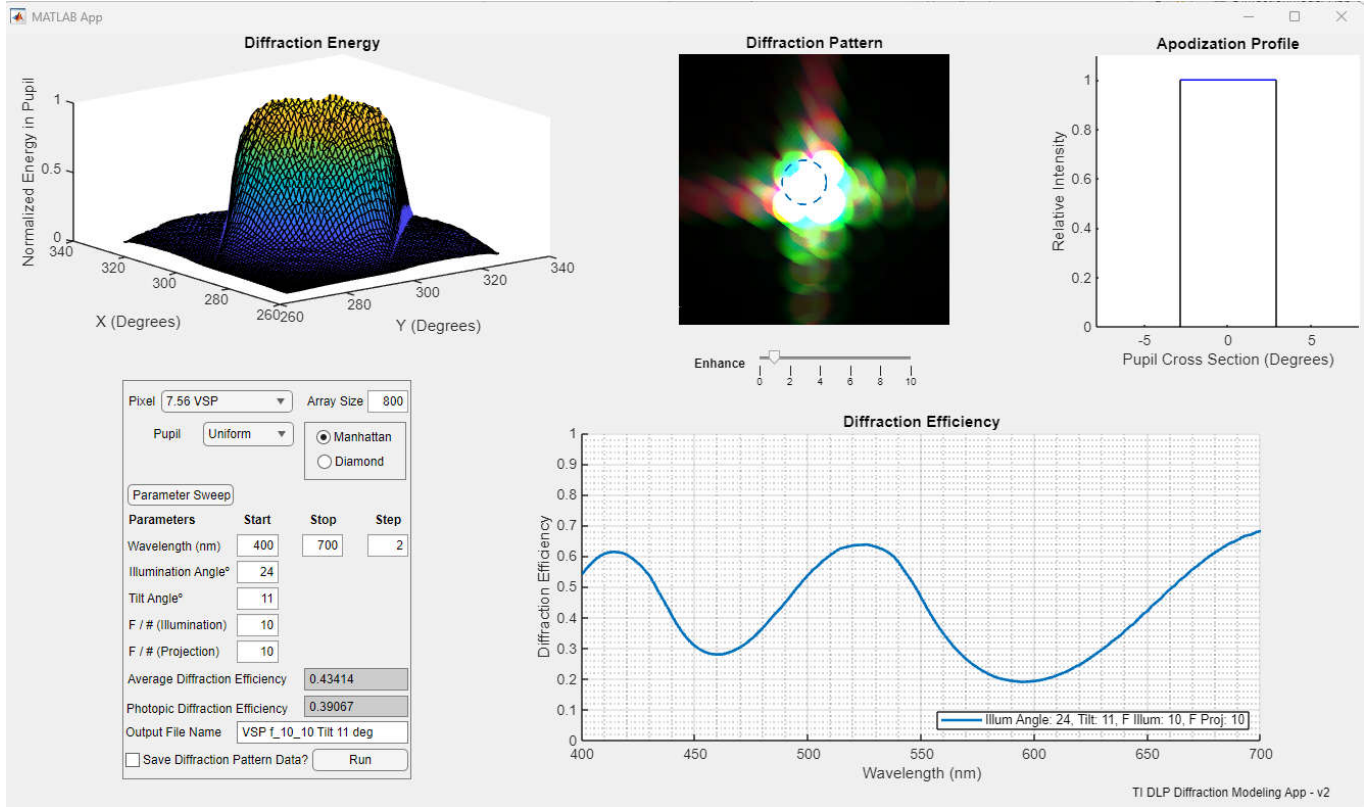 MATLAB App
Diffraction Energy
Normalized Energy in Pupil
1
0.5
0
340
320
300
280
260
260
280
300
320
340
X (Degrees)
Y (Degrees)
Diffraction Pattern
Enhance
0 2 4 6 8 10
Apodization Profile
Relative Intensity
1
0.8
0.6
0.4
0.2
0
-5 0 5
Pupil Cross Section (Degrees)
Pixel 7.56 VSP Array Size 800
Pupil Uniform Manhattan
Diamond
Parameter Sweep
Parameters Start Stop Step
Wavelength (nm) 400 700 2
Illumination Angle° 24
Tilt Angle° 11
F / # (Illumination) 10
F / # (Projection) 10
Average Diffraction Efficiency 0.43414
Photopic Diffraction Efficiency 0.39067
Output File Name VSP f_10_10 Tilt 11 deg
Save Diffraction Pattern Data? Run
Diffraction Efficiency
Diffraction Efficiency
1
0.9
0.8
0.7
0.6
0.5
0.4
0.3
0.2
0.1
0
Illum Angle: 24, Tilt: 11, F Illum: 10, F Proj: 10
400 450 500 550 600 650 700
Wavelength (nm)
TI DLP Diffraction Modeling App - v2